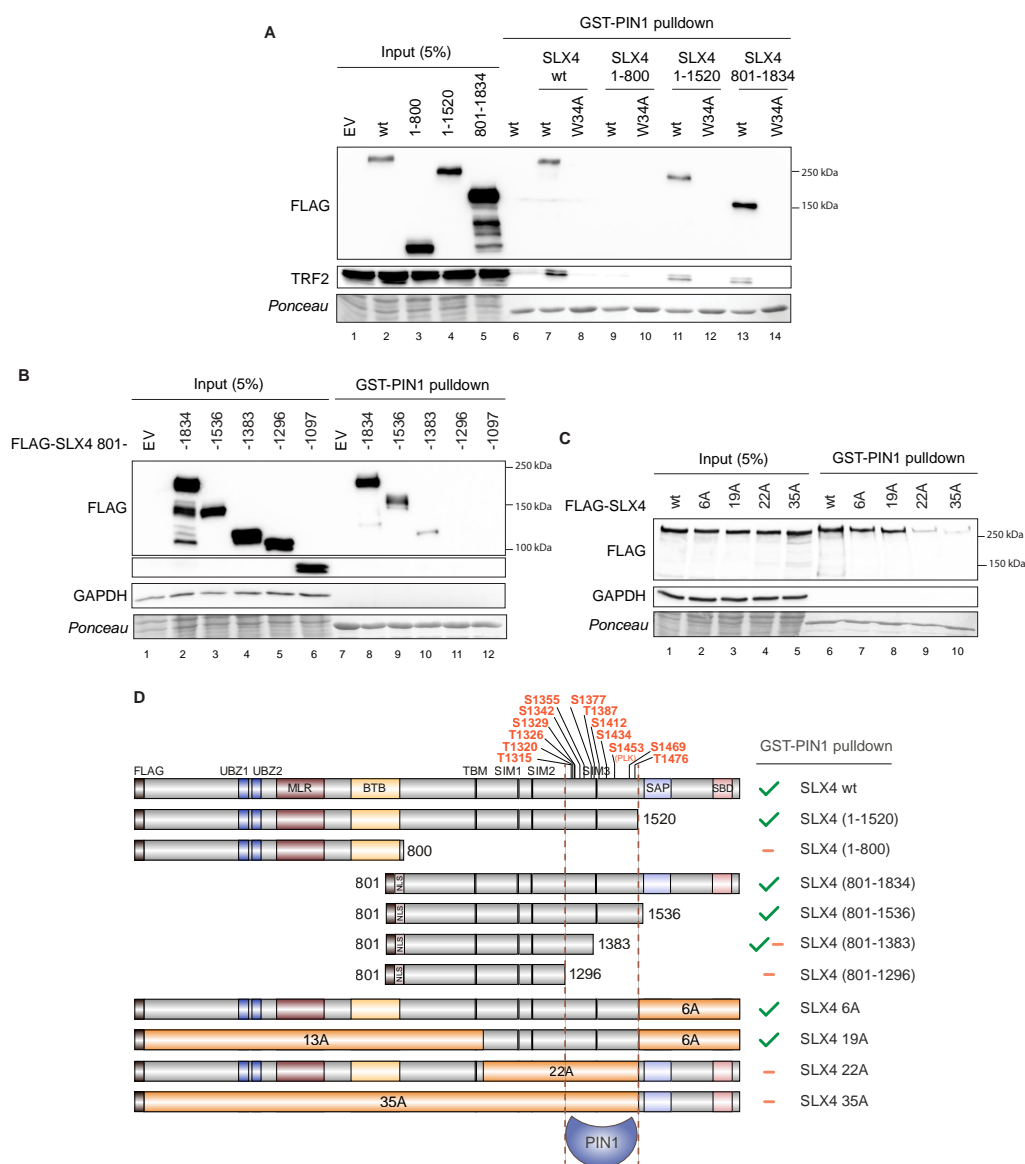 A
GST-PIN1 pulldown
Input (5%)
SLX4 wt
SLX4 1-800
SLX4 1-1520
SLX4 801-1834
EV wt 1-800 1-1520 801-1834 wt wt W34A wt W34A wt W34A wt W34A
FLAG
250 kDa
150 kDa
TRF2
Ponceau
1 2 3 4 5 6 7 8 9 10 11 12 13 14
B
Input (5%) GST-PIN1 pulldown
FLAG-SLX4 801- EV -1834 -1536 -1383 -1296 -1097 EV -1834 -1536 -1383 -1296 -1097
250 kDa
FLAG
150 kDa
100 kDa
GAPDH
Ponceau
1 2 3 4 5 6 7 8 9 10 11 12
C
Input (5%) GST-PIN1 pulldown
FLAG-SLX4 wt 6A 19A 22A 35A wt 6A 19A 22A 35A
FLAG
250 kDa
150 kDa
GAPDH
Ponceau
1 2 3 4 5 6 7 8 9 10
D
S1355 S1377
S1342 T1387
S1329 S1412
T1326 S1434
T1320 S1453 S1469
T1315 (PLK) T1476
GST-PIN1 pulldown
FLAG UBZ1 UBZ2 TBM SIM1 SIM2 SIM3
MLR BTB SAP SBD SLX4 wt
1520 SLX4 (1-1520)
800 SLX4 (1-800)
801 NLS SLX4 (801-1834)
801 NLS 1536 SLX4 (801-1536)
801 NLS 1383 SLX4 (801-1383)
801 NLS 1296 SLX4 (801-1296)
6A SLX4 6A
13A 6A SLX4 19A
22A SLX4 22A
35A SLX4 35A
PIN1